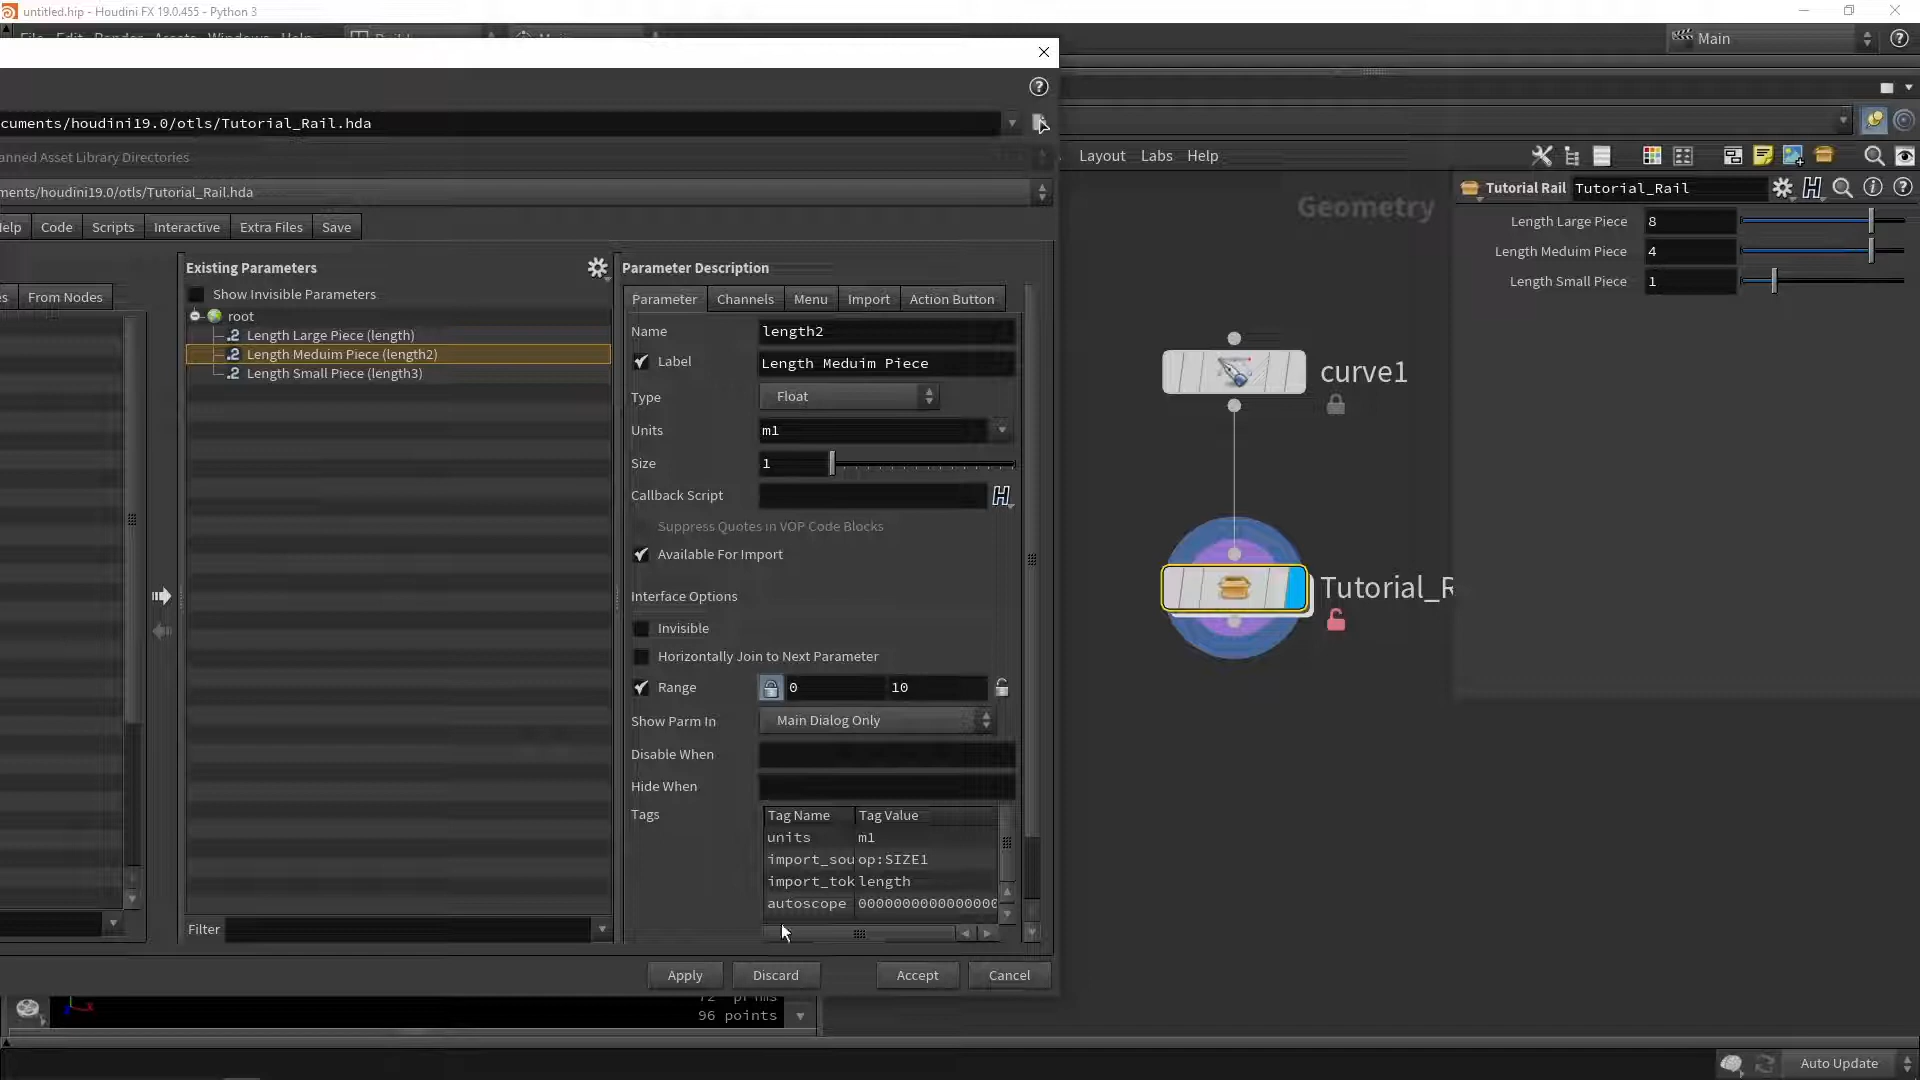 untitled.hip - Houdini FX 19.0.455 - Python 3
File Edit Render Assets Windows Help
Main
cuments/houdini19.0/otls/Tutorial_Rail.hda
anned Asset Library Directories
ments/houdini19.0/otls/Tutorial_Rail.hda
Layout Labs Help
Help Code Scripts Interactive Extra Files Save
Geometry
Tutorial Rail Tutorial_Rail
Length Large Piece 8
Length Meduim Piece 4
Length Small Piece 1
From Nodes
Existing Parameters
Show Invisible Parameters
root
Length Large Piece (length)
Length Meduim Piece (length2)
Length Small Piece (length3)
Filter
Parameter Description
Parameter Channels Menu Import Action Button
Name length2
Label Length Meduim Piece
Type Float
Units m1
Size 1
Callback Script
Suppress Quotes in VOP Code Blocks
Available For Import
Interface Options
Invisible
Horizontally Join to Next Parameter
Range 0 10
Show Parm In Main Dialog Only
Disable When
Hide When
Tags
Tag Name Tag Value
units m1
import_sou op:SIZE1
import_tok length
autoscope 0000000000000000
Apply Discard Accept Cancel
curve1
Tutorial_R
96 points
Auto Update